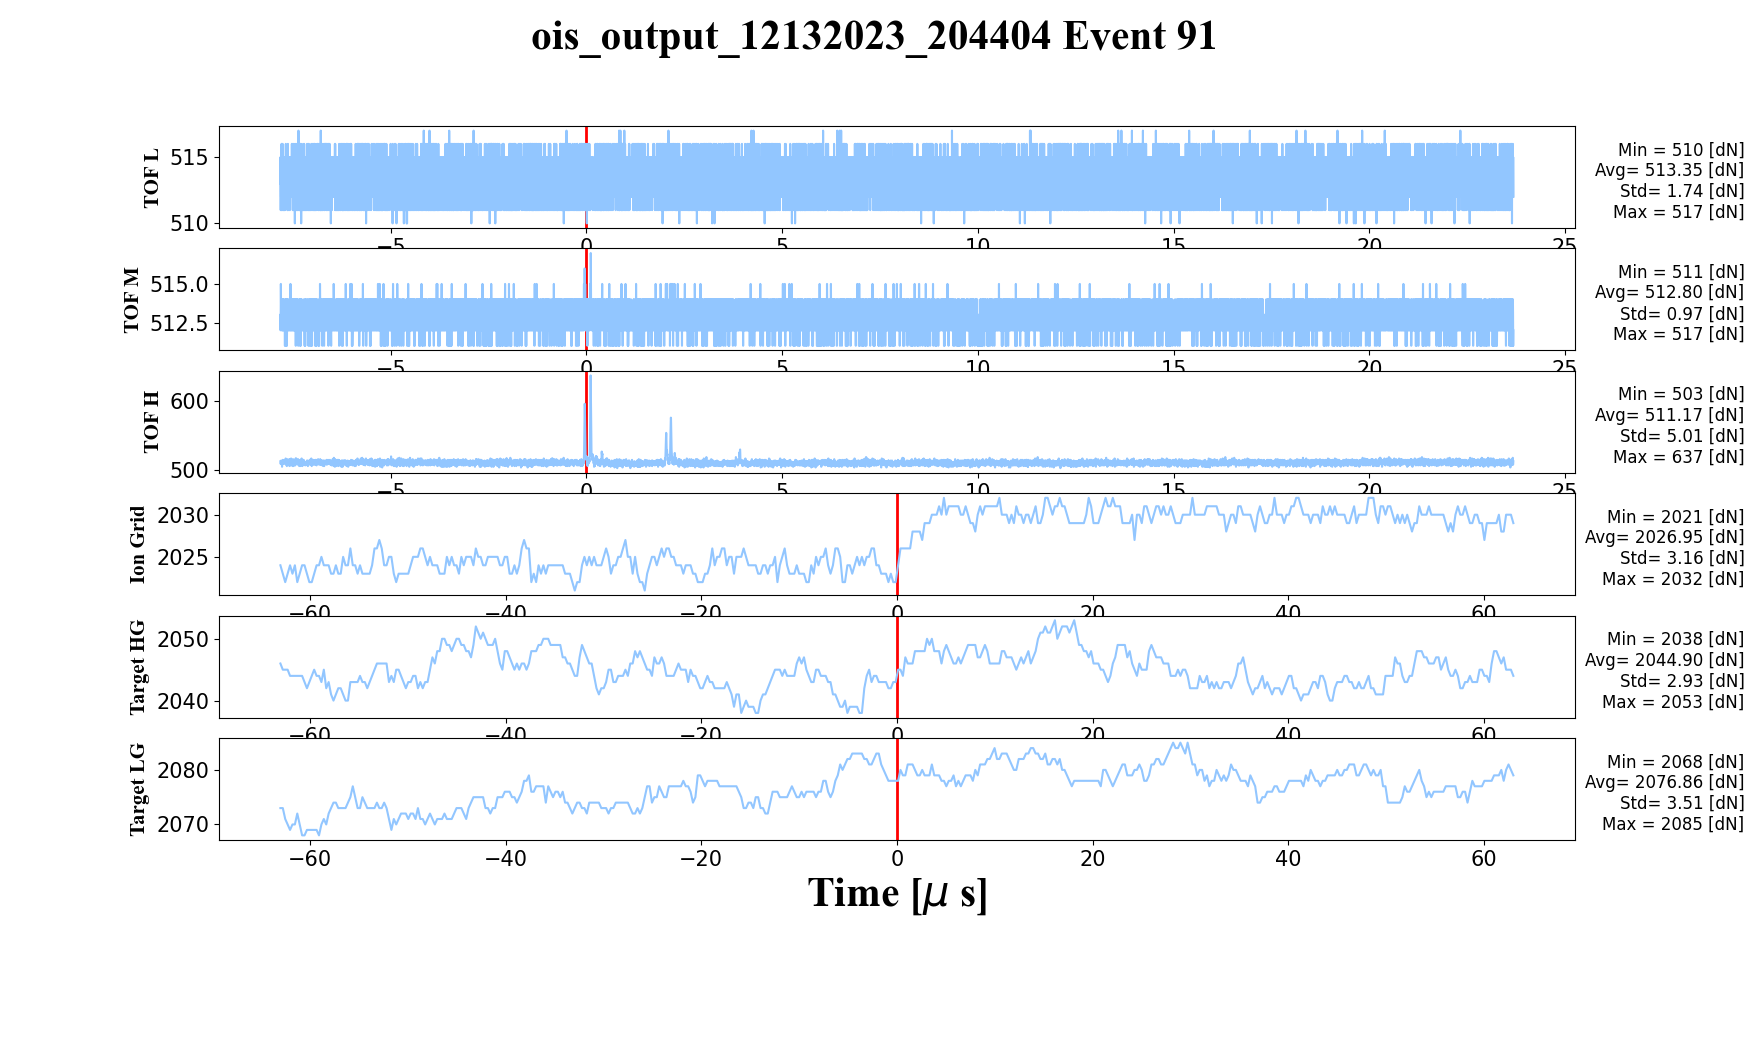 ois_output_12132023_204404 Event 91
TOF L
515
510
−5
0
5
10
15
20
25
Min = 510 [dN]
Avg= 513.35 [dN]
Std= 1.74 [dN]
Max = 517 [dN]
TOF M
515.0
512.5
−5
0
5
10
15
20
25
Min = 511 [dN]
Avg= 512.80 [dN]
Std= 0.97 [dN]
Max = 517 [dN]
TOF H
600
500
−5
0
5
10
15
20
25
Min = 503 [dN]
Avg= 511.17 [dN]
Std= 5.01 [dN]
Max = 637 [dN]
Ion Grid
2030
2025
−60
−40
−20
0
20
40
60
Min = 2021 [dN]
Avg= 2026.95 [dN]
Std= 3.16 [dN]
Max = 2032 [dN]
Target HG
2050
2040
−60
−40
−20
0
20
40
60
Min = 2038 [dN]
Avg= 2044.90 [dN]
Std= 2.93 [dN]
Max = 2053 [dN]
Target LG
2080
2070
−60
−40
−20
0
20
40
60
Min = 2068 [dN]
Avg= 2076.86 [dN]
Std= 3.51 [dN]
Max = 2085 [dN]
Time [μ s]